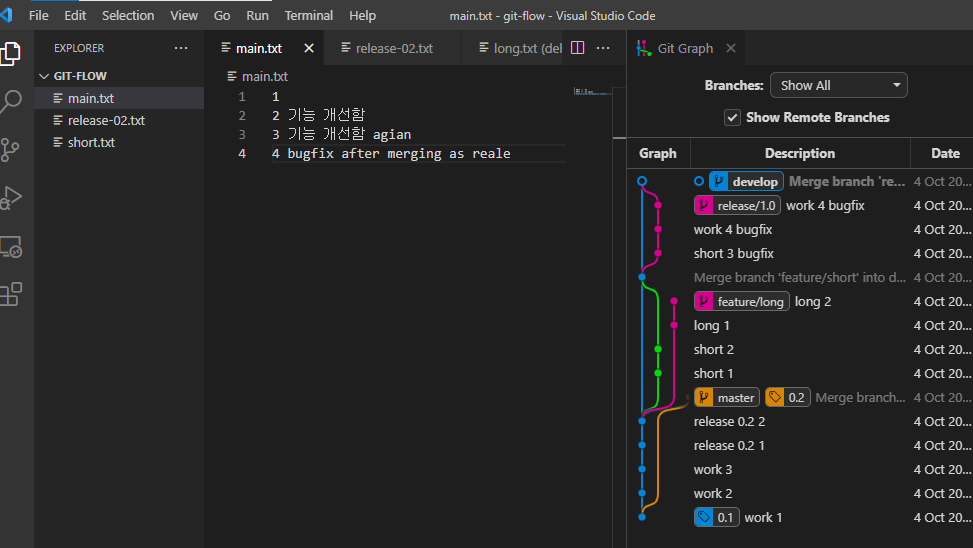 File Edit Selection View Go Run Terminal Help main.txt - git-flow - Visual Studio Code
EXPLORER
GIT-FLOW
main.txt
release-02.txt
short.txt
main.txt release-02.txt long.txt (del
main.txt
1 1
2 2 기능 개선함
3 3 기능 개선함 agian
4 4 bugfix after merging as reale
Git Graph
Branches: Show All
Show Remote Branches
Graph Description Date
develop Merge branch 're... 4 Oct 20...
release/1.0 work 4 bugfix 4 Oct 20...
work 4 bugfix 4 Oct 20...
short 3 bugfix 4 Oct 20...
Merge branch 'feature/short' into d... 4 Oct 20...
feature/long long 2 4 Oct 20...
long 1 4 Oct 20...
short 2 4 Oct 20...
short 1 4 Oct 20...
master 0.2 Merge branch... 4 Oct 20...
release 0.2 2 4 Oct 20...
release 0.2 1 4 Oct 20...
work 3 4 Oct 20...
work 2 4 Oct 20...
0.1 work 1 4 Oct 20...